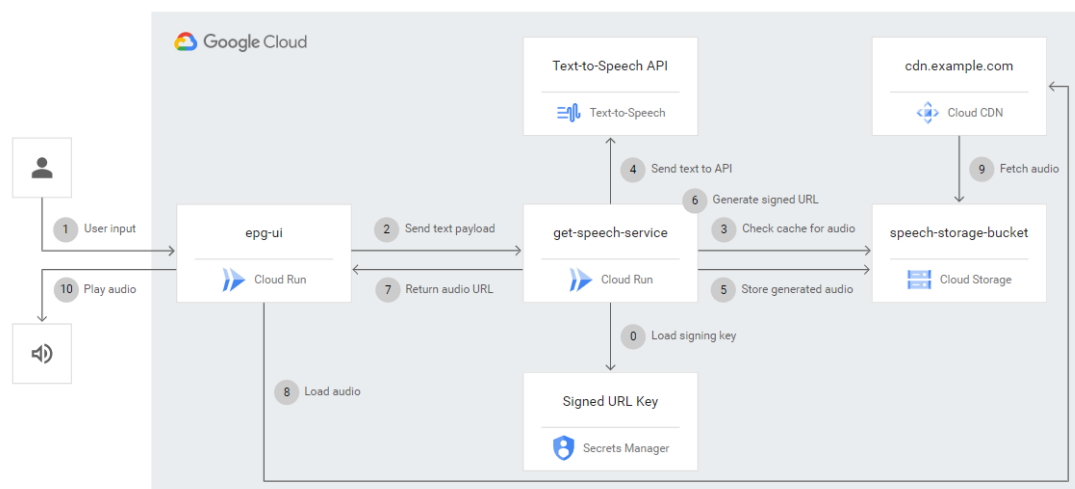 Google Cloud
Text-to-Speech API
Text-to-Speech
cdn.example.com
Cloud CDN
4 Send text to API
9 Fetch audio
6 Generate signed URL
1 User input
epg-ui
Cloud Run
2 Send text payload
get-speech-service
Cloud Run
3 Check cache for audio
speech-storage-bucket
Cloud Storage
10 Play audio
7 Return audio URL
5 Store generated audio
0 Load signing key
8 Load audio
Signed URL Key
Secrets Manager